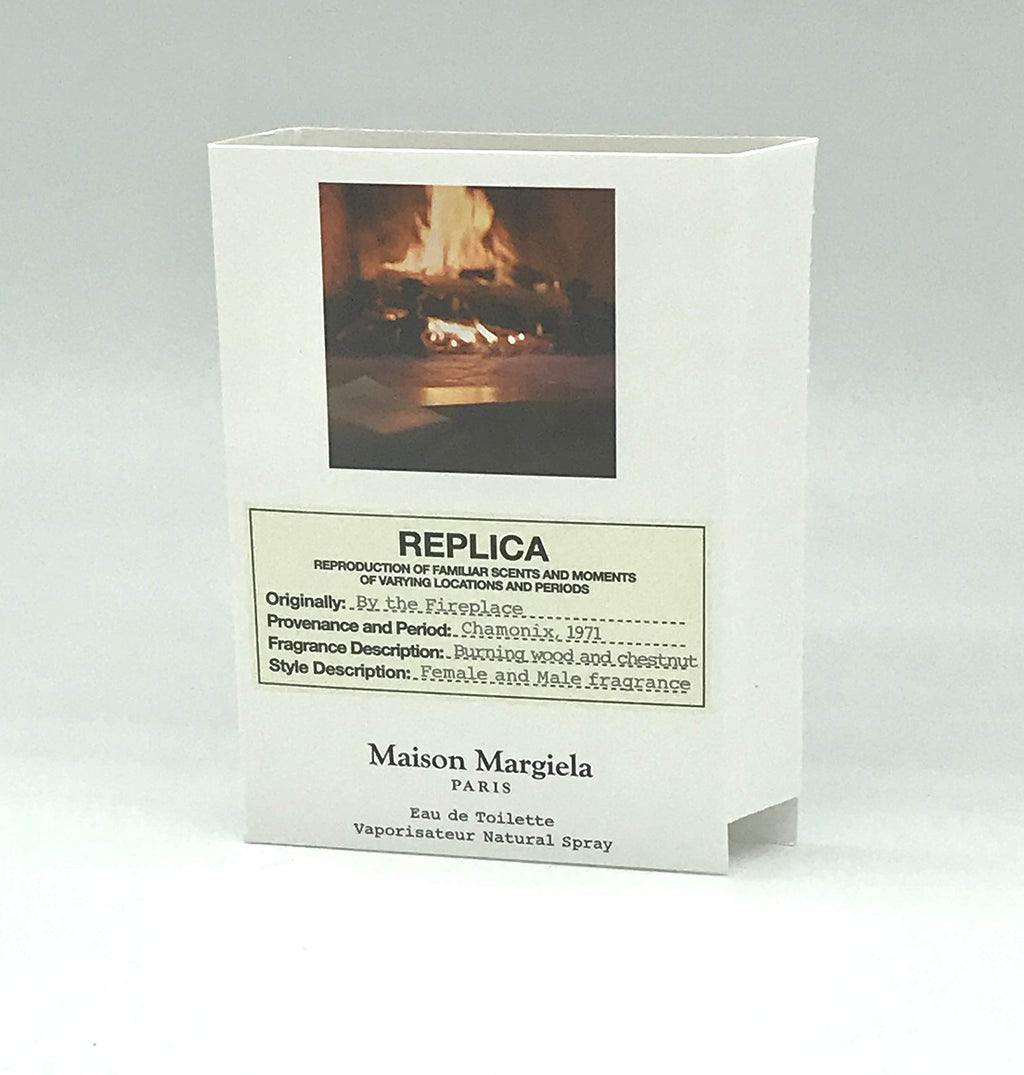 REPLICA
REPRODUCTION OF FAMILIAR SCENTS AND MOMENTS
OF VARYING LOCATIONS AND PERIODS
Originally: By the Fireplace
Provenance and Period: Chamonix, 1971
Fragrance Description: Burning wood and chestnut
Style Description: Female and Male fragrance
Maison Margiela
PARIS
Eau de Toilette
Vaporisateur Natural Spray